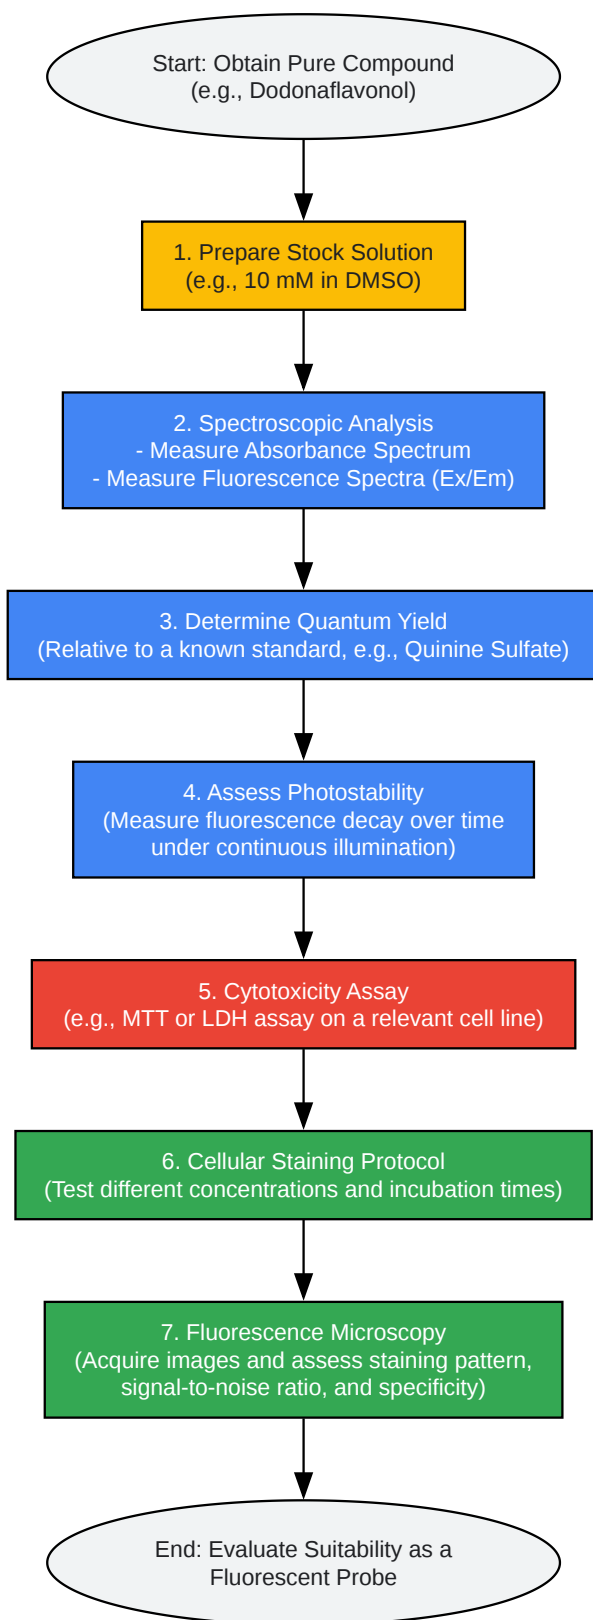 Start: Obtain Pure Compound
(e.g., Dodonaflavonol)
1. Prepare Stock Solution
(e.g., 10 mM in DMSO)
2. Spectroscopic Analysis
- Measure Absorbance Spectrum
- Measure Fluorescence Spectra (Ex/Em)
3. Determine Quantum Yield
(Relative to a known standard, e.g., Quinine Sulfate)
4. Assess Photostability
(Measure fluorescence decay over time
under continuous illumination)
5. Cytotoxicity Assay
(e.g., MTT or LDH assay on a relevant cell line)
6. Cellular Staining Protocol
(Test different concentrations and incubation times)
7. Fluorescence Microscopy
(Acquire images and assess staining pattern,
signal-to-noise ratio, and specificity)
End: Evaluate Suitability as a
Fluorescent Probe